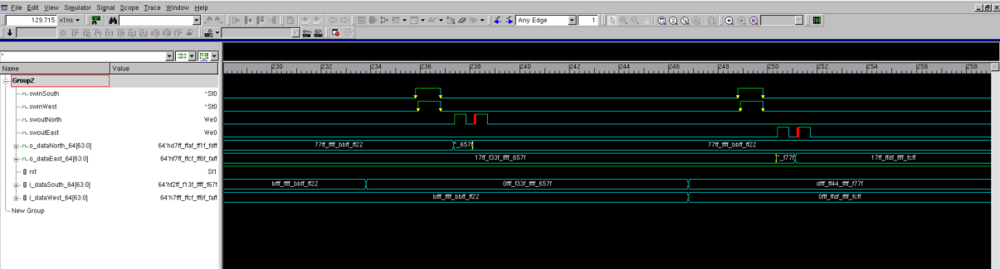 File Edit View Simulator Signal Scope Trace Window Help
129.715 x1ns Any Edge 1
*
Name Value
230 232 234 236 238 240 242 244 246 248 250 252 254 256 258
Group2
swinSouth ~St0
swinWest ~St0
swoutNorth We0
swoutEast We0
o_dataNorth_64[63:0] 64'hd7ff_ffaf_ff1f_fdff 77ff_ffff_bbff_ff22 *_657f 77ff_ffff_bbff_ff22
o_dataEast_64[63:0] 64'hf7ff_ffcf_ff6f_faff 17ff_f33f_ffff_657f *_f77f 17ff_ffdf_ffff_fcff
rst St1
i_dataSouth_64[63:0] 64'hf2ff_f13f_ffff_f67f bfff_ffff_bbff_ff22 0fff_f33f_ffff_657f dfff_ff44_ffff_f77f
i_dataWest_64[63:0] 64'h7fff_ffcf_ff6f_faff bfff_ffff_bbff_ff22 0fff_ffdf_ffff_fcff
New Group